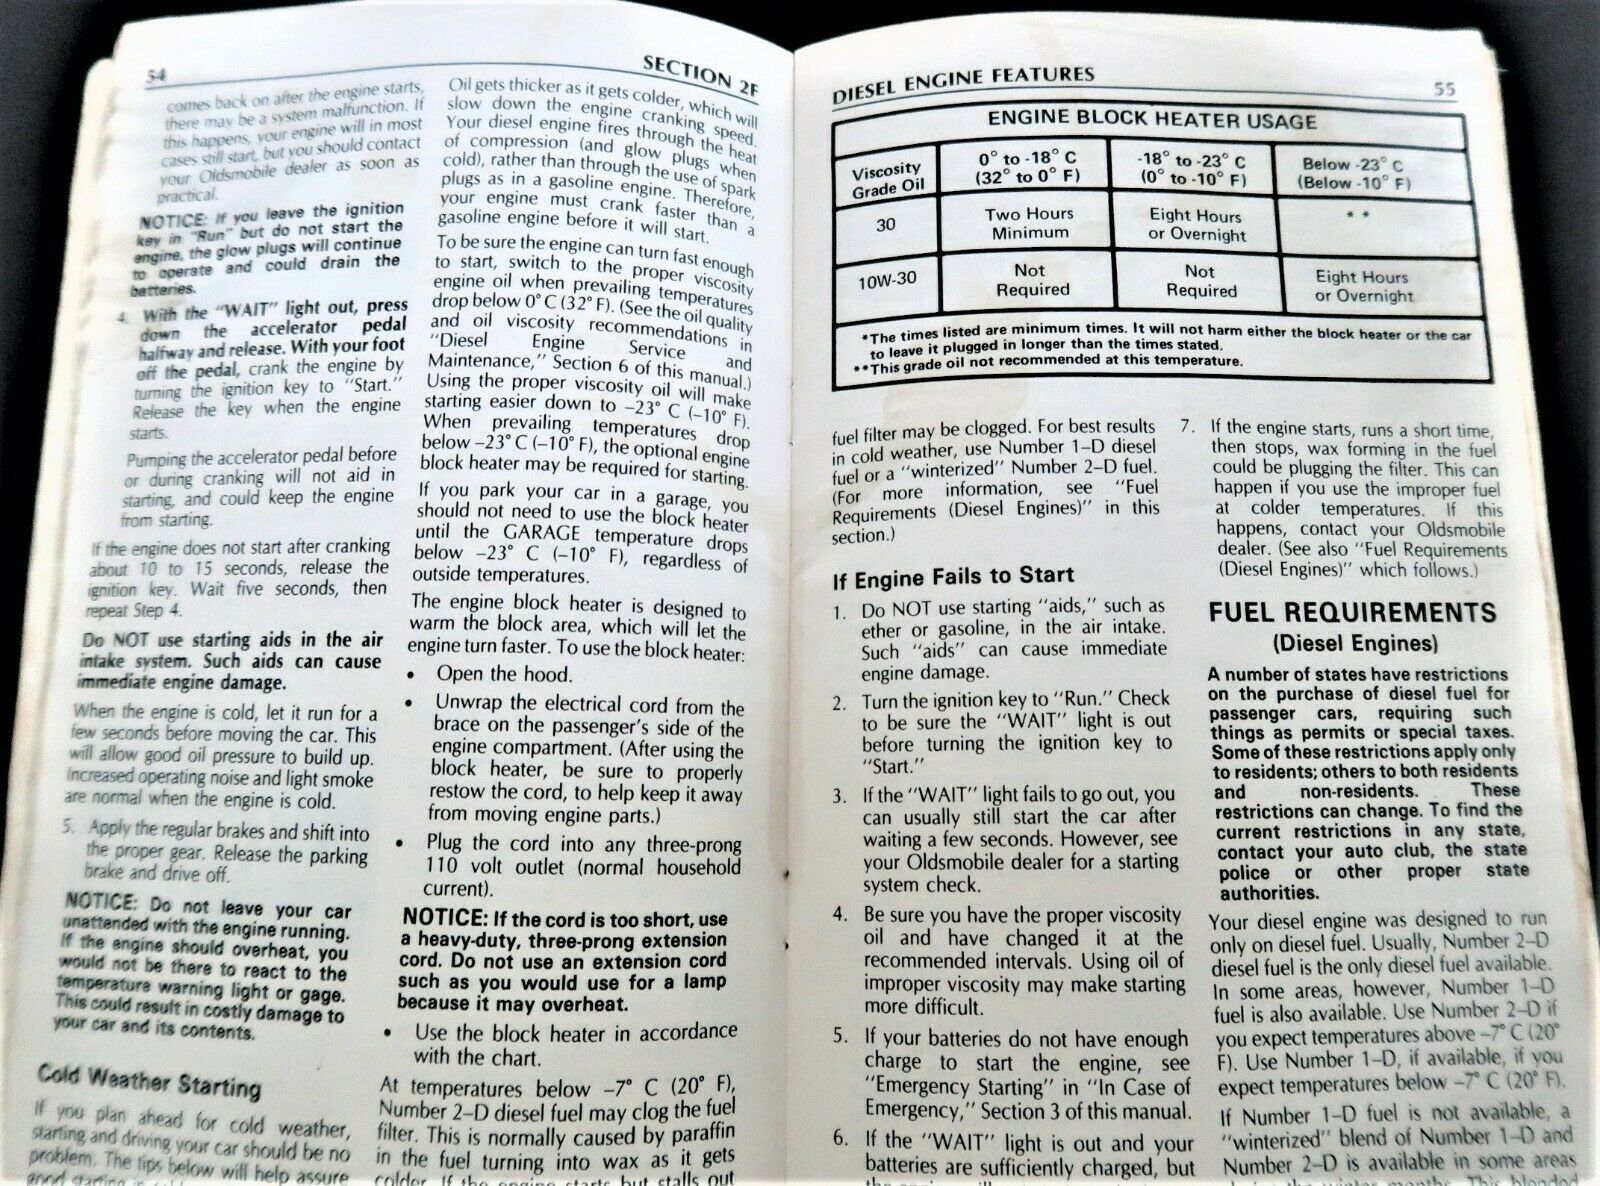 54
SECTION 2F
comes back on after the engine starts,
there may be a system malfunction. If
this happens, your engine will in most
cases still start, but you should contact
your Oldsmobile dealer as soon as
practical.
NOTICE: If you leave the ignition
key in "Run" but do not start the
engine, the glow plugs will continue
to operate and could drain the
batteries.
4. With the "WAIT" light out, press
down the accelerator pedal
halfway and release. With your foot
off the pedal, crank the engine by
turning the ignition key to "Start."
Release the key when the engine
starts.
Pumping the accelerator pedal before
or during cranking will not aid in
starting, and could keep the engine
from starting.
If the engine does not start after cranking
about 10 to 15 seconds, release the
ignition key. Wait five seconds, then
repeat Step 4.
Do NOT use starting aids in the air
intake system. Such aids can cause
immediate engine damage.
When the engine is cold, let it run for a
few seconds before moving the car. This
will allow good oil pressure to build up.
Increased operating noise and light smoke
are normal when the engine is cold.
5. Apply the regular brakes and shift into
the proper gear. Release the parking
brake and drive off.
NOTICE: Do not leave your car
unattended with the engine running.
If the engine should overheat, you
would not be there to react to the
temperature warning light or gage.
This could result in costly damage to
your car and its contents.
Cold Weather Starting
If you plan ahead for cold weather,
starting and driving your car should be no
problem. The tips below will help assure
good starting in
Oil gets thicker as it gets colder, which will
slow down the engine cranking speed.
Your diesel engine fires through the heat
of compression (and glow plugs when
cold), rather than through the use of spark
plugs as in a gasoline engine. Therefore,
your engine must crank faster than a
gasoline engine before it will start.
To be sure the engine can turn fast enough
to start, switch to the proper viscosity
engine oil when prevailing temperatures
drop below 0° C (32° F). (See the oil quality
and oil viscosity recommendations in
"Diesel Engine Service and
Maintenance," Section 6 of this manual.)
Using the proper viscosity oil will make
starting easier down to –23° C (–10° F).
When prevailing temperatures drop
below –23° C (–10° F), the optional engine
block heater may be required for starting.
If you park your car in a garage, you
should not need to use the block heater
until the GARAGE temperature drops
below –23° C (–10° F), regardless of
outside temperatures.
The engine block heater is designed to
warm the block area, which will let the
engine turn faster. To use the block heater:
• Open the hood.
• Unwrap the electrical cord from the
brace on the passenger's side of the
engine compartment. (After using the
block heater, be sure to properly
restow the cord, to help keep it away
from moving engine parts.)
• Plug the cord into any three-prong
110 volt outlet (normal household
current).
NOTICE: If the cord is too short, use
a heavy-duty, three-prong extension
cord. Do not use an extension cord
such as you would use for a lamp
because it may overheat.
• Use the block heater in accordance
with the chart.
At temperatures below –7° C (20° F),
Number 2–D diesel fuel may clog the fuel
filter. This is normally caused by paraffin
in the fuel turning into wax as it gets
colder. If the engine starts but stalls out
DIESEL ENGINE FEATURES
55
ENGINE BLOCK HEATER USAGE
Viscosity
Grade Oil
0° to -18° C
(32° to 0° F)
-18° to -23° C
(0° to -10° F)
Below -23° C
(Below -10° F)
30
Two Hours
Minimum
Eight Hours
or Overnight
**
10W-30
Not
Required
Not
Required
Eight Hours
or Overnight
*The times listed are minimum times. It will not harm either the block heater or the car
to leave it plugged in longer than the times stated.
**This grade oil not recommended at this temperature.
fuel filter may be clogged. For best results
in cold weather, use Number 1–D diesel
fuel or a "winterized" Number 2–D fuel.
(For more information, see "Fuel
Requirements (Diesel Engines)" in this
section.)
If Engine Fails to Start
1. Do NOT use starting "aids," such as
ether or gasoline, in the air intake.
Such "aids" can cause immediate
engine damage.
2. Turn the ignition key to "Run." Check
to be sure the "WAIT" light is out
before turning the ignition key to
"Start."
3. If the "WAIT" light fails to go out, you
can usually still start the car after
waiting a few seconds. However, see
your Oldsmobile dealer for a starting
system check.
4. Be sure you have the proper viscosity
oil and have changed it at the
recommended intervals. Using oil of
improper viscosity may make starting
more difficult.
5. If your batteries do not have enough
charge to start the engine, see
"Emergency Starting" in "In Case of
Emergency," Section 3 of this manual.
6. If the "WAIT" light is out and your
batteries are sufficiently charged, but
7. If the engine starts, runs a short time,
then stops, wax forming in the fuel
could be plugging the filter. This can
happen if you use the improper fuel
at colder temperatures. If this
happens, contact your Oldsmobile
dealer. (See also "Fuel Requirements
(Diesel Engines)" which follows.)
FUEL REQUIREMENTS
(Diesel Engines)
A number of states have restrictions
on the purchase of diesel fuel for
passenger cars, requiring such
things as permits or special taxes.
Some of these restrictions apply only
to residents; others to both residents
and non-residents. These
restrictions can change. To find the
current restrictions in any state,
contact your auto club, the state
police or other proper state
authorities.
Your diesel engine was designed to run
only on diesel fuel. Usually, Number 2–D
diesel fuel is the only diesel fuel available.
In some areas, however, Number 1–D
fuel is also available. Use Number 2–D if
you expect temperatures above –7° C (20°
F). Use Number 1–D, if available, if you
expect temperatures below –7° C (20° F).
If Number 1–D fuel is not available, a
"winterized" blend of Number 1–D and
Number 2–D is available in some areas
during the winter months. This blended